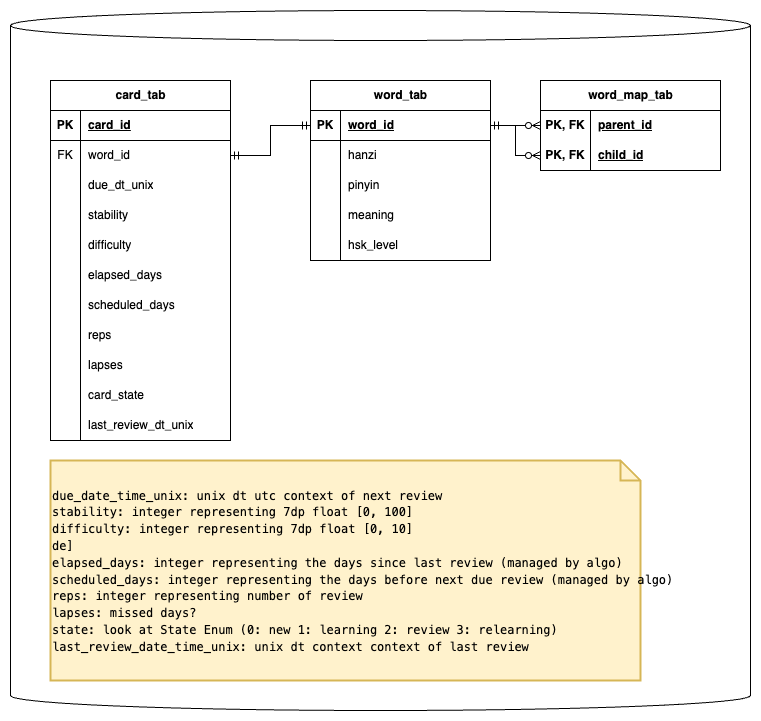 card_tab
PK card_id
FK word_id
due_dt_unix
stability
difficulty
elapsed_days
scheduled_days
reps
lapses
card_state
last_review_dt_unix
word_tab
PK word_id
hanzi
pinyin
meaning
hsk_level
word_map_tab
PK, FK parent_id
PK, FK child_id
due_date_time_unix: unix dt utc context of next review
stability: integer representing 7dp float [0, 100]
difficulty: integer representing 7dp float [0, 10]
de]
elapsed_days: integer representing the days since last review (managed by algo)
scheduled_days: integer representing the days before next due review (managed by algo)
reps: integer representing number of review
lapses: missed days?
state: look at State Enum (0: new 1: learning 2: review 3: relearning)
last_review_date_time_unix: unix dt context context of last review